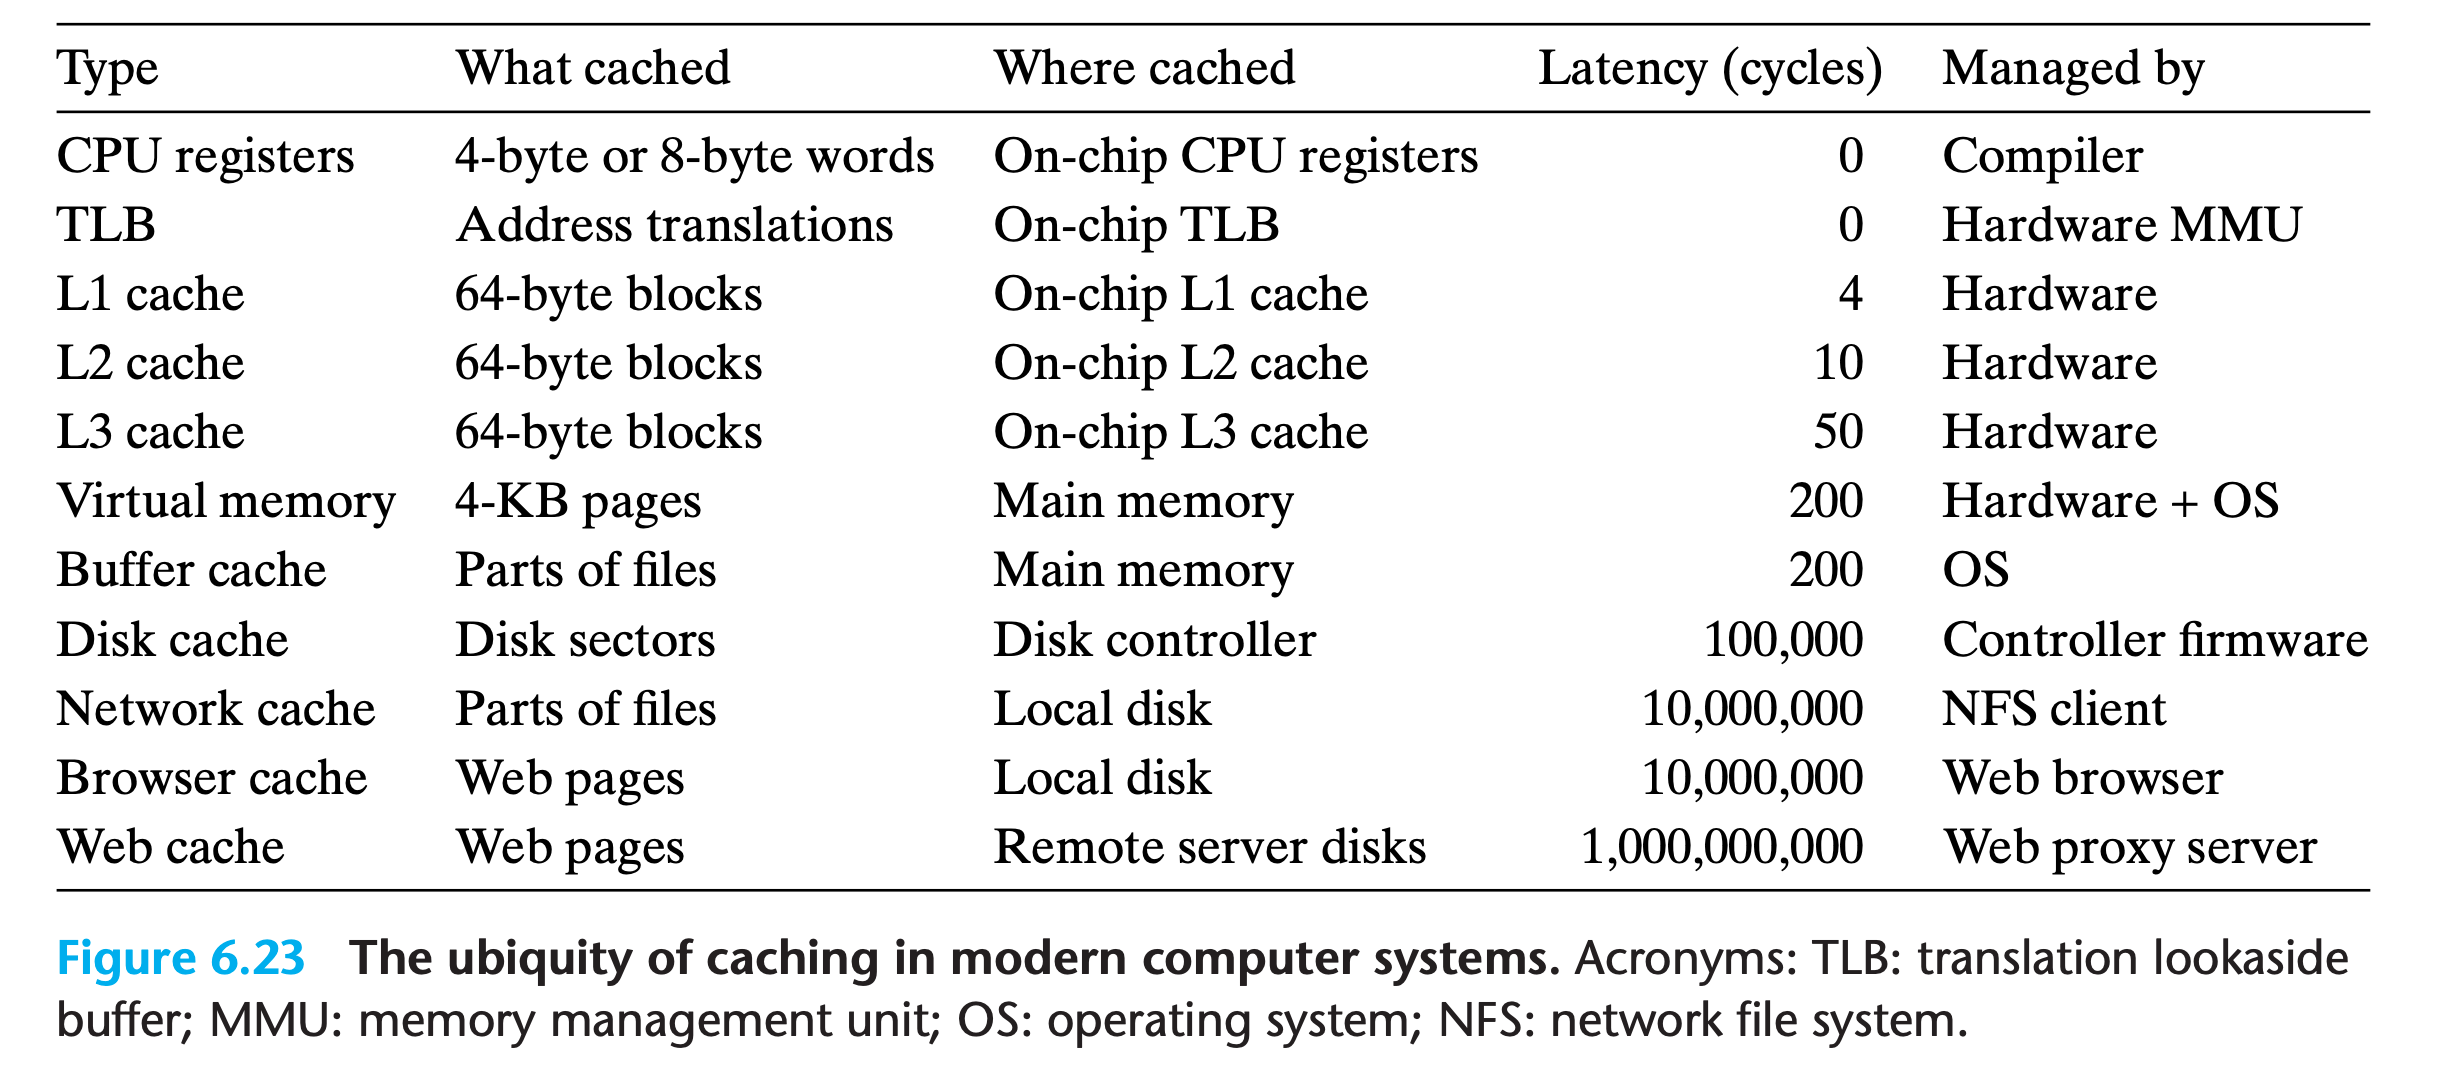 Type What cached Where cached Latency (cycles) Managed by
CPU registers 4-byte or 8-byte words On-chip CPU registers 0 Compiler
TLB Address translations On-chip TLB 0 Hardware MMU
L1 cache 64-byte blocks On-chip L1 cache 4 Hardware
L2 cache 64-byte blocks On-chip L2 cache 10 Hardware
L3 cache 64-byte blocks On-chip L3 cache 50 Hardware
Virtual memory 4-KB pages Main memory 200 Hardware + OS
Buffer cache Parts of files Main memory 200 OS
Disk cache Disk sectors Disk controller 100,000 Controller firmware
Network cache Parts of files Local disk 10,000,000 NFS client
Browser cache Web pages Local disk 10,000,000 Web browser
Web cache Web pages Remote server disks 1,000,000,000 Web proxy server
Figure 6.23 The ubiquity of caching in modern computer systems. Acronyms: TLB: translation lookaside
buffer; MMU: memory management unit; OS: operating system; NFS: network file system.